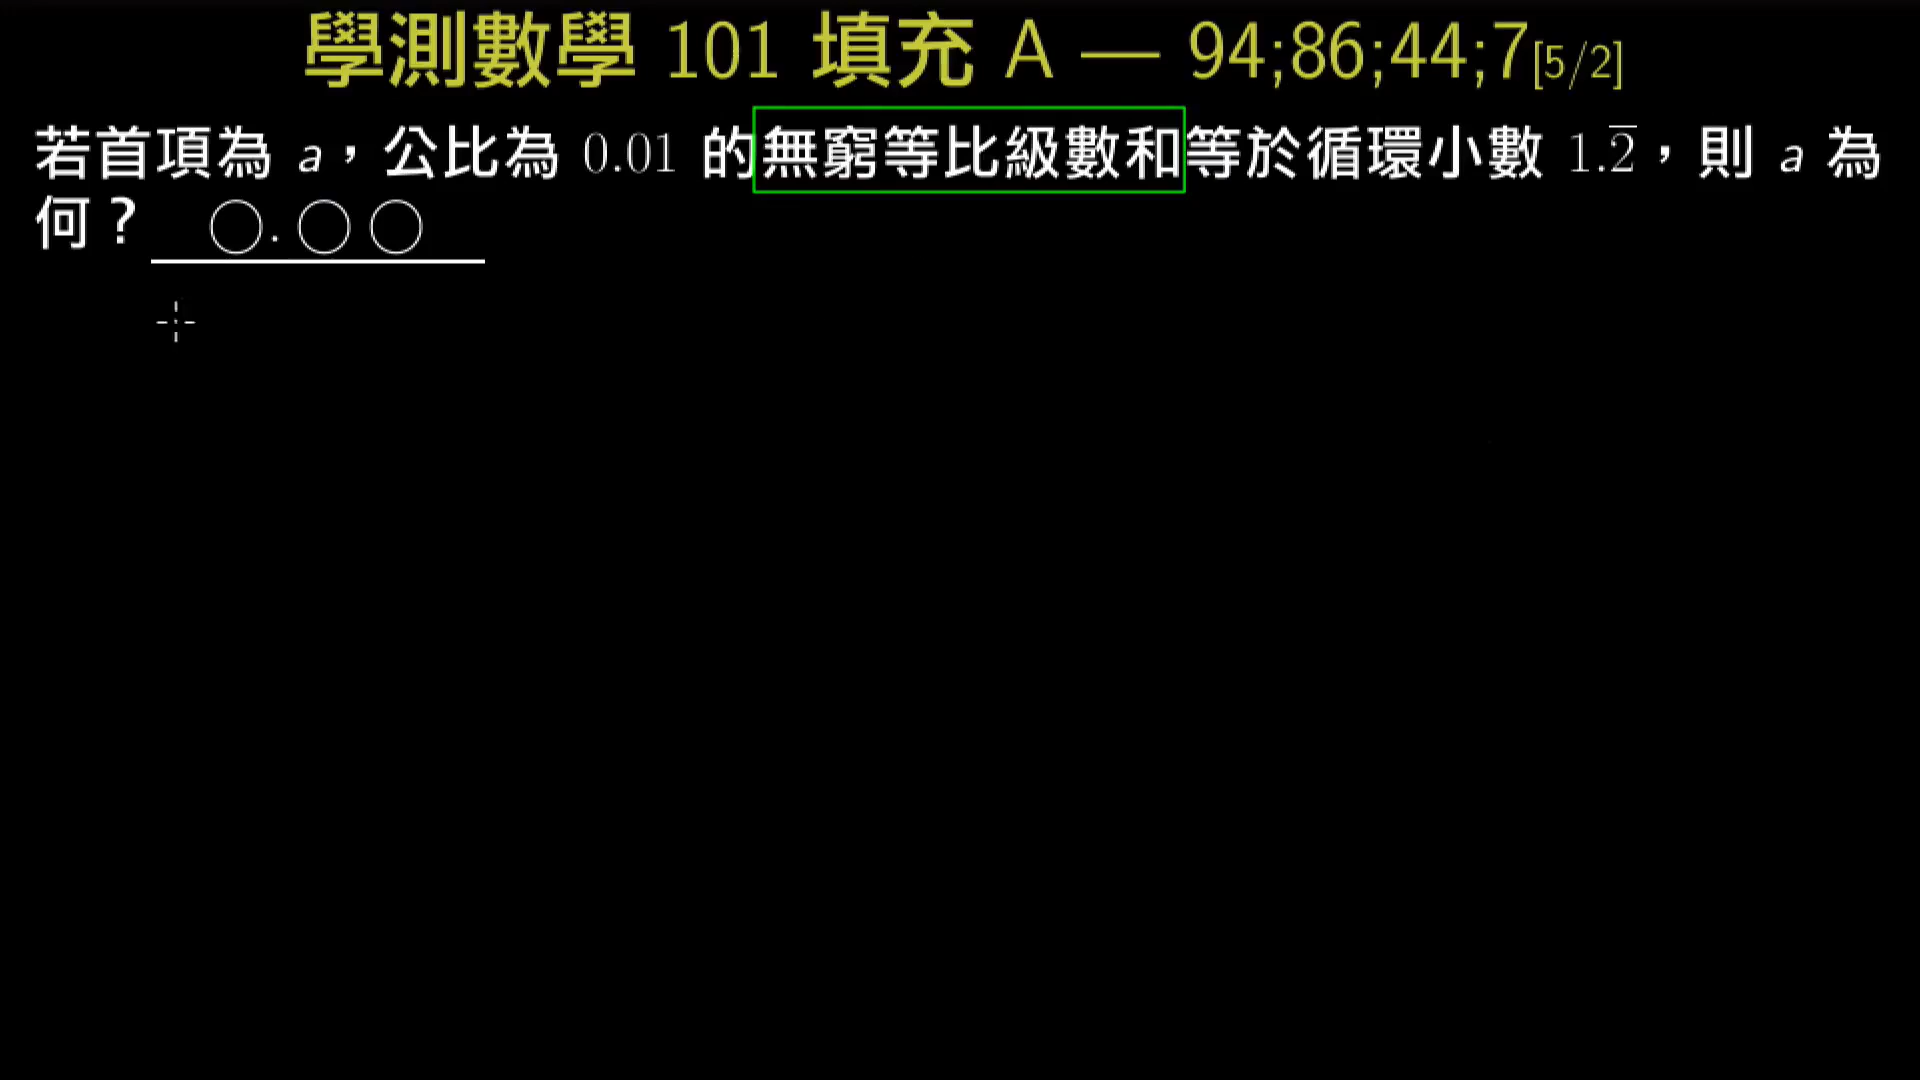 學測數學 101 填充 A — 94;86;44;7[5/2]
若首項為 a，公比為 0.01 的無窮等比級數和等於循環小數 1.2̅，則 a 為
何？ ○.○○